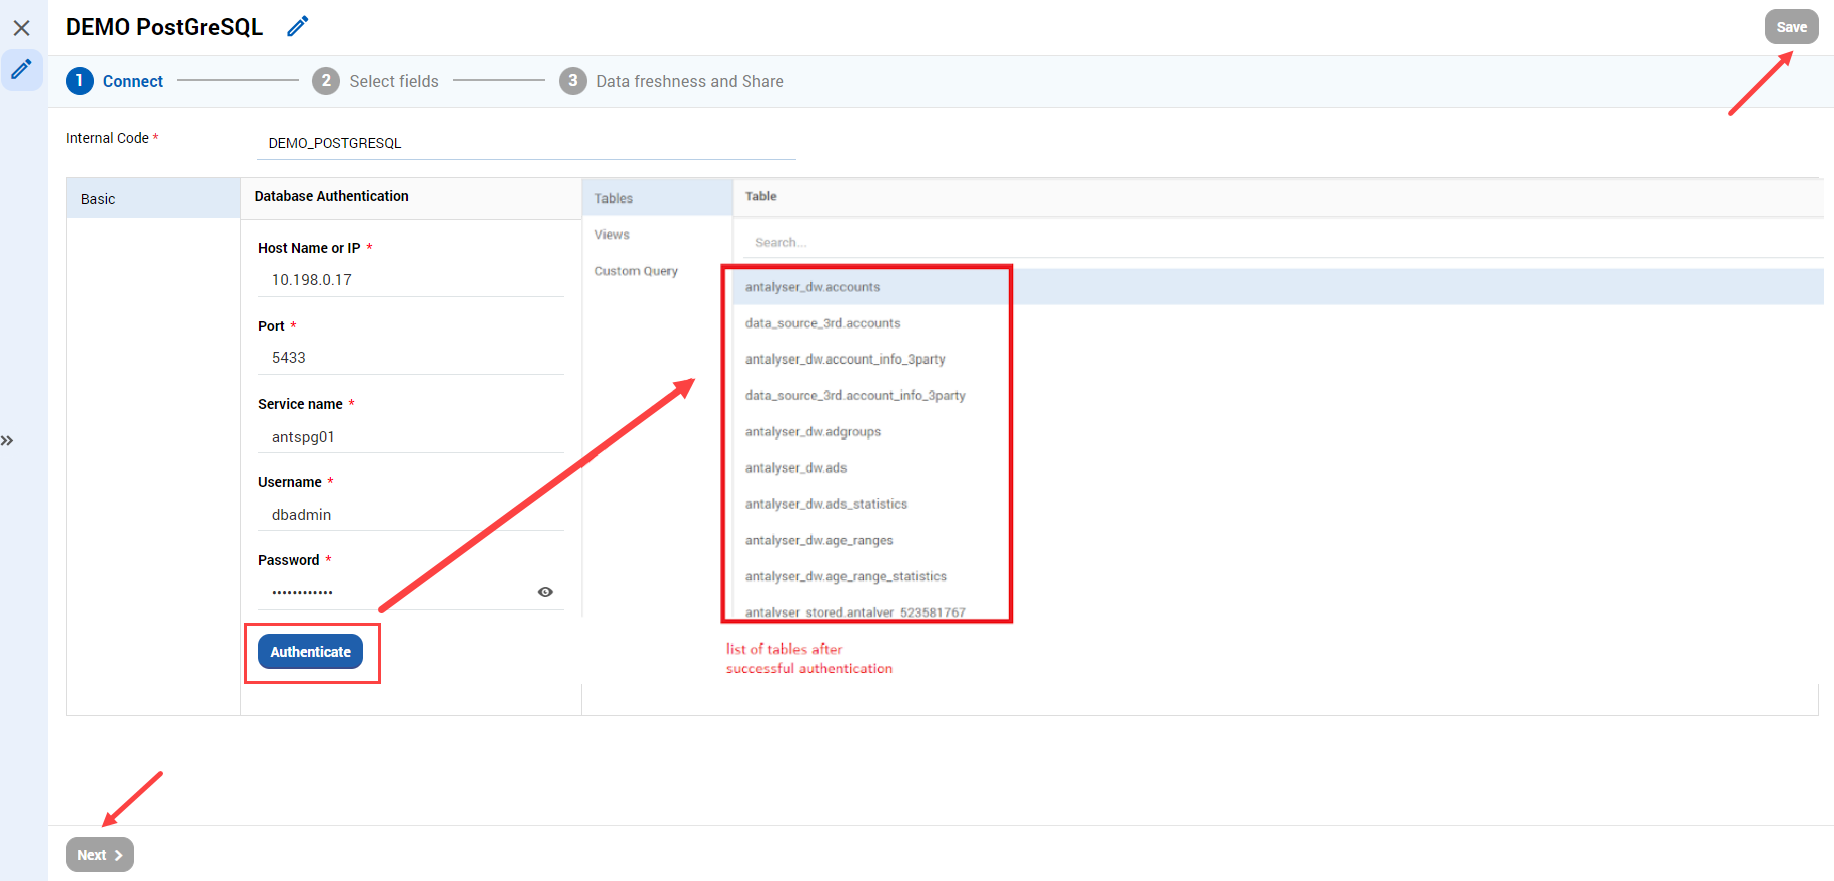 DEMO PostGreSQL
Save
1 Connect
2 Select fields
3 Data freshness and Share
Internal Code *
DEMO_POSTGRESQL
Basic
Database Authentication
Host Name or IP *
10.198.0.17
Port *
5433
Service name *
antspg01
Username *
dbadmin
Password *
••••••••••••
Authenticate
Tables
Views
Custom Query
Table
Search...
antalyser_dw.accounts
data_source_3rd.accounts
antalyser_dw.account_info_3party
data_source_3rd.account_info_3party
antalyser_dw.adgroups
antalyser_dw.ads
antalyser_dw.ads_statistics
antalyser_dw.age_ranges
antalyser_dw.age_range_statistics
antalyser_stored.antalyer_523581767
list of tables after
successful authentication
Next